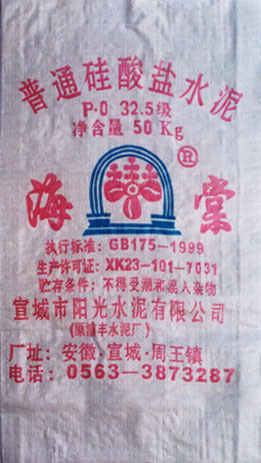 普通硅酸盐水泥
P·O 32.5级
净含量 50 Kg
®
海棠
执行标准：GB175-1999
生产许可证：XK23-101-7031
贮存条件：不得受潮和混入杂物
宣城市阳光水泥有限公司
（原浦丰水泥厂）
厂址：安徽·宣城·周王镇
电话：0563-3873287